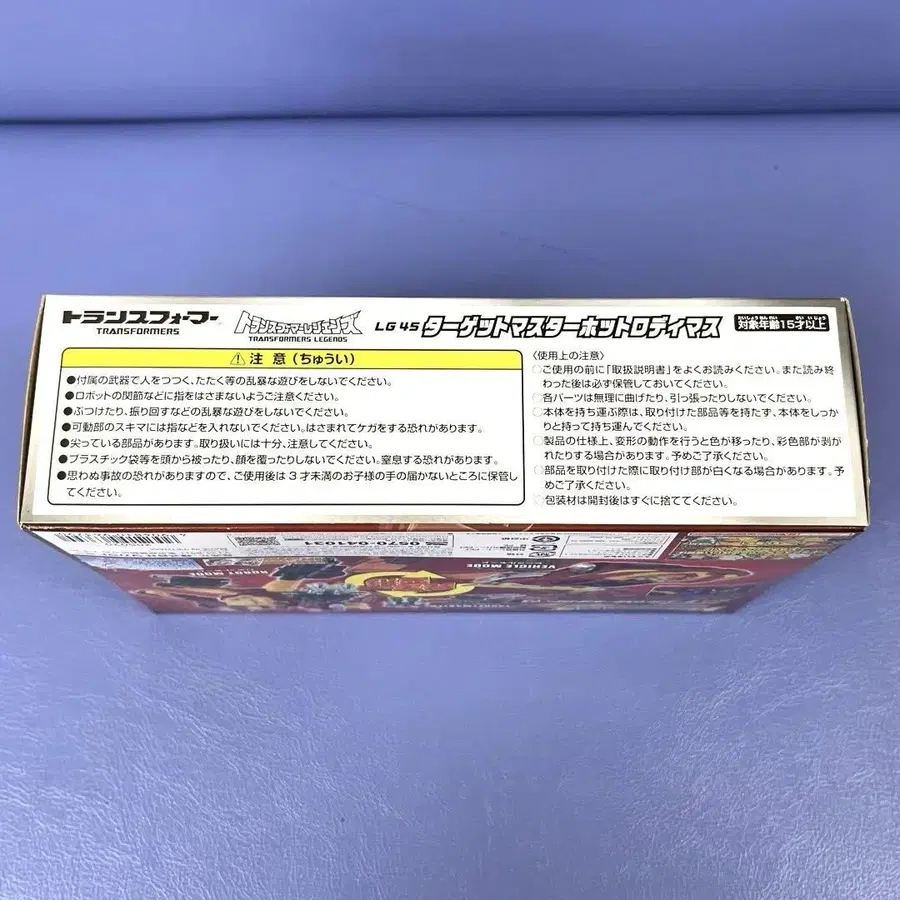 トランスフォーマー
TRANSFORMERS
トランスフォーマーレジェンズ
TRANSFORMERS LEGENDS
LG 45 ターゲットマスターホットロディマス
たいしょうねんれい さい いじょう
対象年齢15才以上
注 意 (ちゅうい)
●付属の武器で人をつつく、たたく等の乱暴な遊びをしないでください。
●ロボットの関節などに指をはさまないようご注意ください。
●ぶつけたり、振り回すなどの乱暴な遊びをしないでください。
●可動部のスキマには指などを入れないでください。はさまれてケガをする恐れがあります。
●尖っている部品があります。取り扱いには十分、注意してください。
●プラスチック袋等を頭から被ったり、顔を覆ったりしないでください。窒息する恐れがあります。
●思わぬ事故の恐れがありますので、ご使用後は3才未満のお子様の手の届かないところに保管し
てください。
〈使用上の注意〉
○ご使用の前に「取扱説明書」をよくお読みください。また読み終
わった後は必ず保管しておいてください。
○各パーツは無理に曲げたり、引っ張ったりしないでください。
○本体を持ち運ぶ際は、取り付けた部品等を持たず、本体をしっか
りと持って持ち運んでください。
○製品の仕様上、変形の動作を行うと色が移ったり、彩色部が剥が
れたりする場合があります。予めご了承ください。
○部品を取り付けた際に取り付け部が白くなる場合があります。予
めご了承ください。
○包装材は開封後はすぐに捨ててください。
ROBOT MODE
VEHICLE MODE